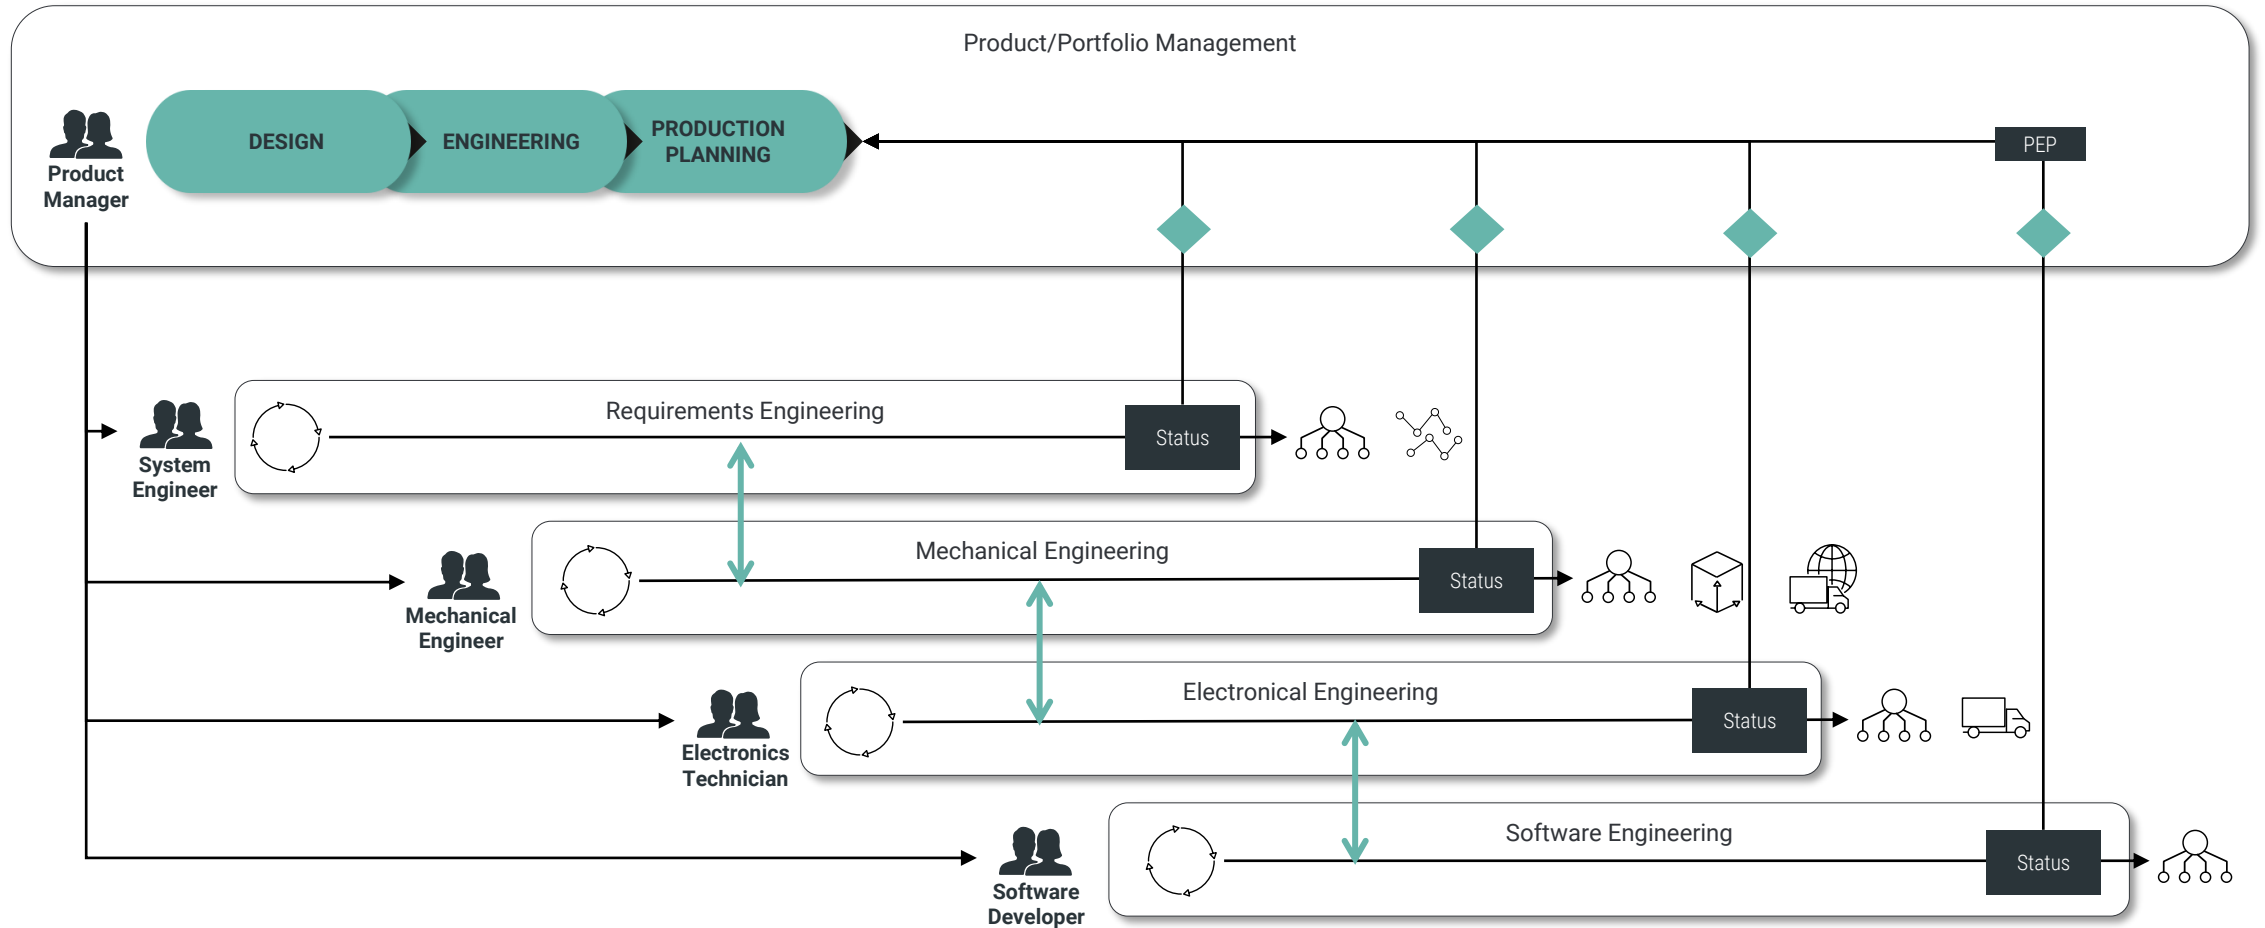 Product/Portfolio Management
DESIGN
ENGINEERING
PRODUCTION
PLANNING
PEP
Product
Manager
Requirements Engineering
Status
System
Engineer
Mechanical Engineering
Status
Mechanical
Engineer
Electronical Engineering
Status
Electronics
Technician
Software Engineering
Status
Software
Developer